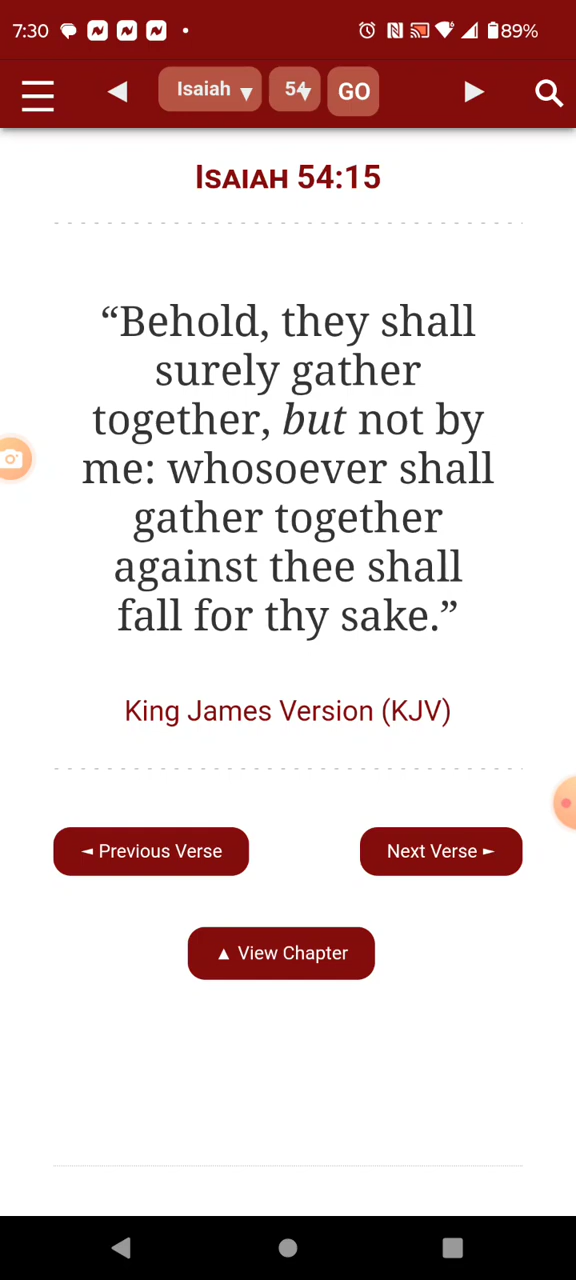 7:30
89%
Isaiah ▼ 54▼ GO
Isaiah 54:15
“Behold, they shall
surely gather
together, but not by
me: whosoever shall
gather together
against thee shall
fall for thy sake.”
King James Version (KJV)
◄ Previous Verse
Next Verse ►
▲ View Chapter